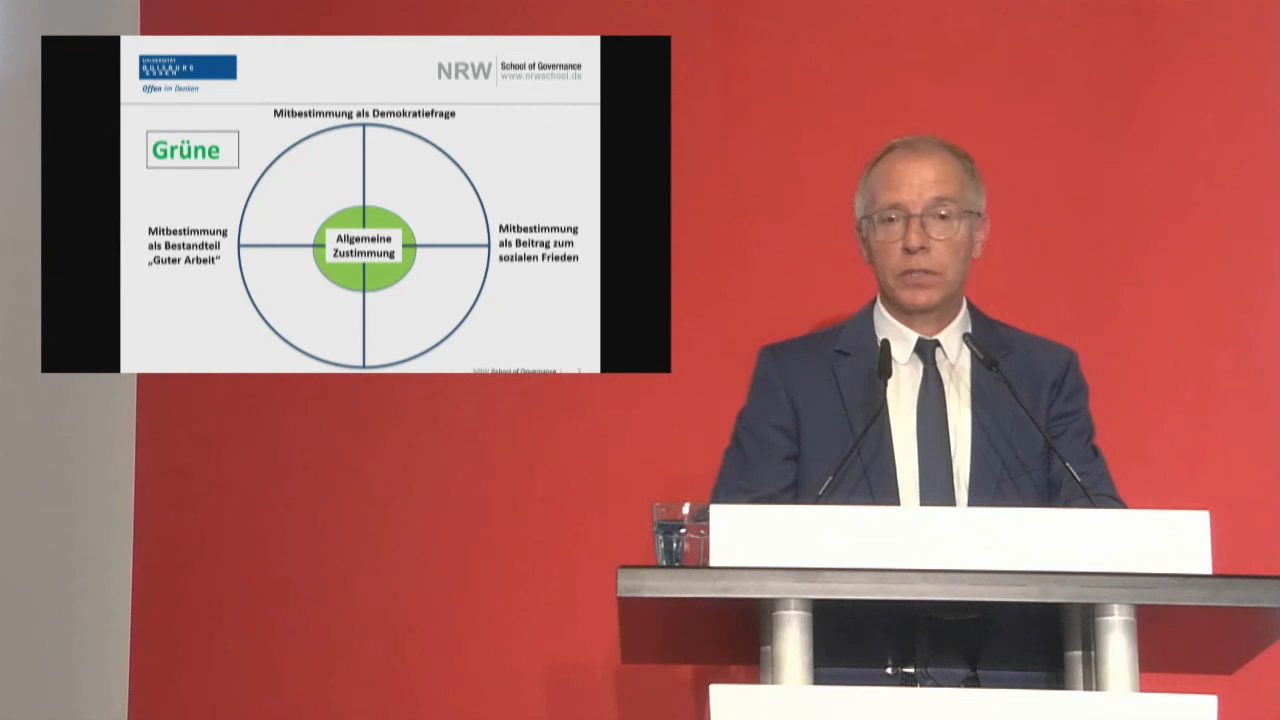 UNIVERSITÄT
DUISBURG
ESSEN
Offen im Denken
NRW School of Governance
www.nrwschool.de
Mitbestimmung als Demokratiefrage
Grüne
Mitbestimmung
als Bestandteil
„Guter Arbeit“
Allgemeine
Zustimmung
Mitbestimmung
als Beitrag zum
sozialen Frieden
NRW School of Governance | 7